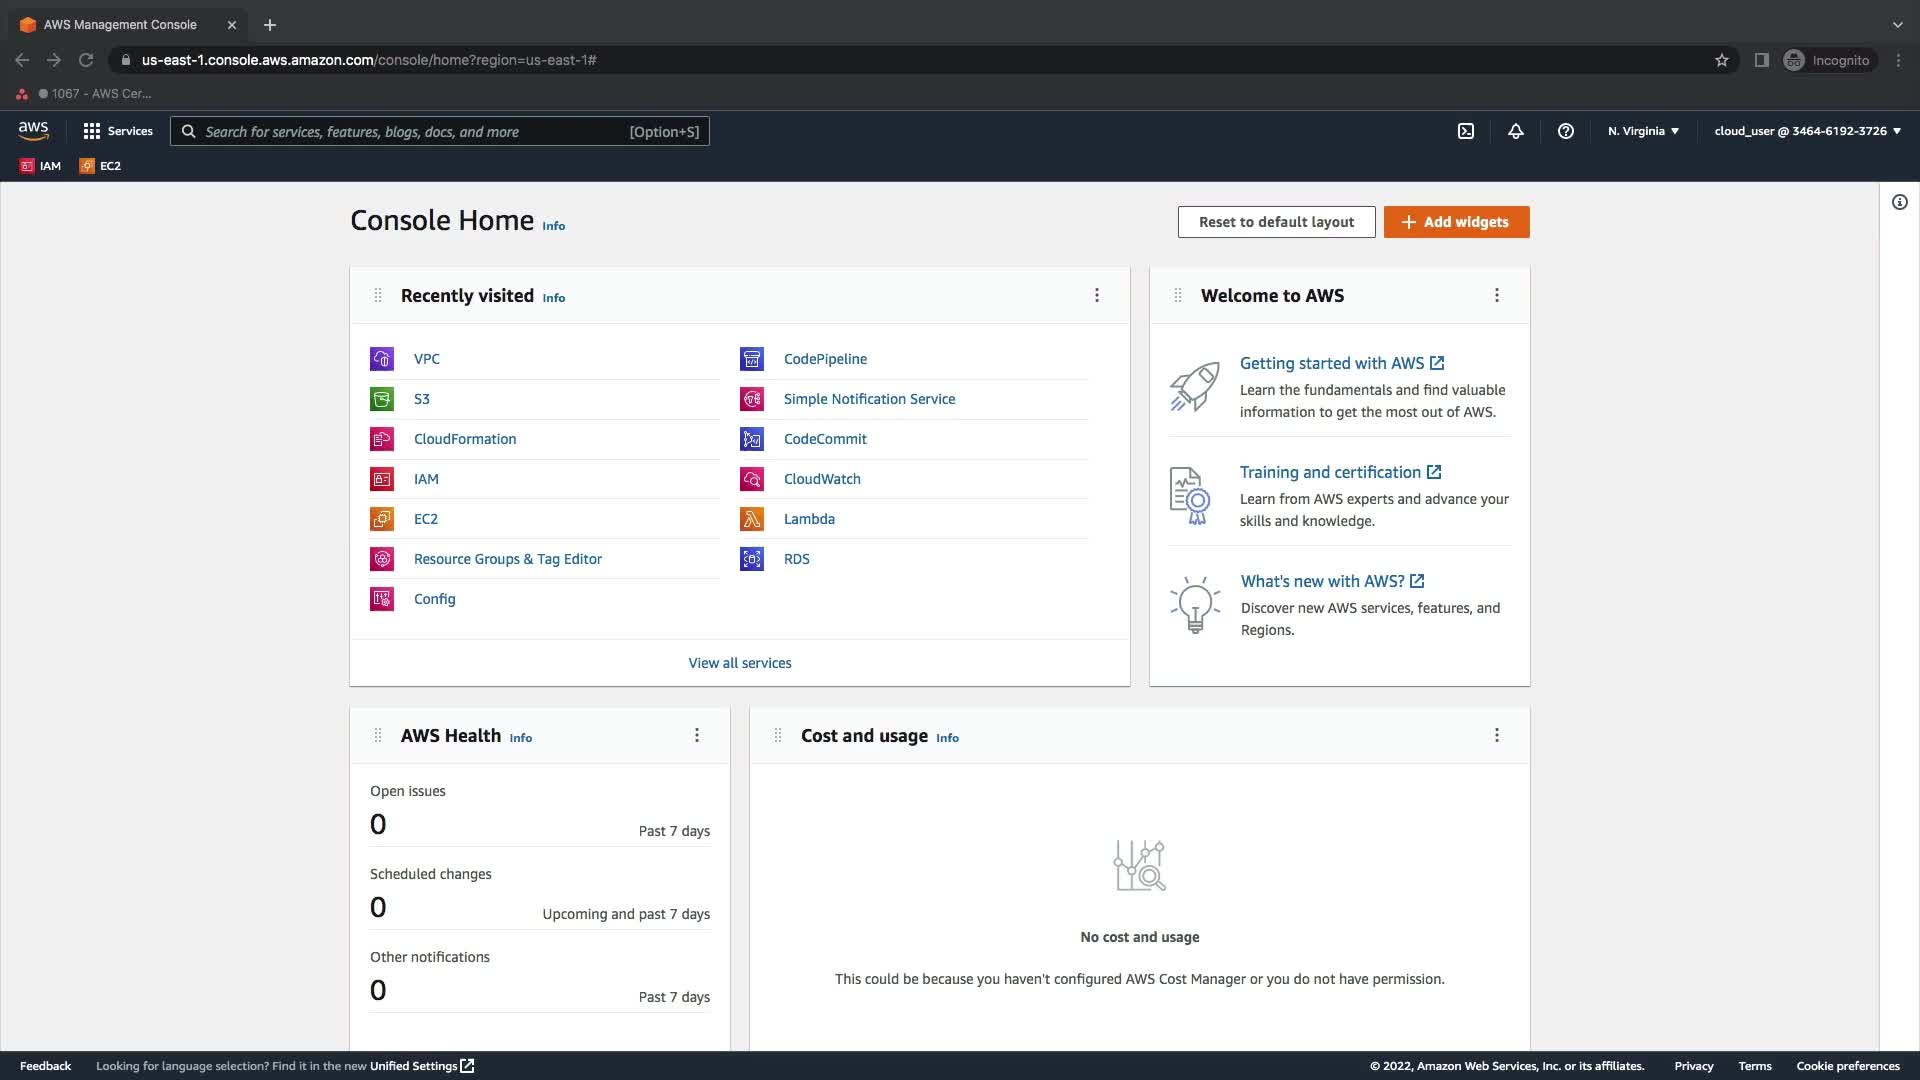 AWS Management Console
us-east-1.console.aws.amazon.com/console/home?region=us-east-1#
Incognito
1067 - AWS Cer...
aws
Services
Search for services, features, blogs, docs, and more
[Option+S]
N. Virginia
cloud_user @ 3464-6192-3726
IAM
EC2
Console Home Info
Reset to default layout
Add widgets
Recently visited Info
VPC
S3
CloudFormation
IAM
EC2
Resource Groups & Tag Editor
Config
CodePipeline
Simple Notification Service
CodeCommit
CloudWatch
Lambda
RDS
View all services
Welcome to AWS
Getting started with AWS
Learn the fundamentals and find valuable
information to get the most out of AWS.
Training and certification
Learn from AWS experts and advance your
skills and knowledge.
What's new with AWS?
Discover new AWS services, features, and
Regions.
AWS Health Info
Open issues
0
Past 7 days
Scheduled changes
0
Upcoming and past 7 days
Other notifications
0
Past 7 days
Cost and usage Info
No cost and usage
This could be because you haven't configured AWS Cost Manager or you do not have permission.
Feedback
Looking for language selection? Find it in the new Unified Settings
© 2022, Amazon Web Services, Inc. or its affiliates.
Privacy
Terms
Cookie preferences